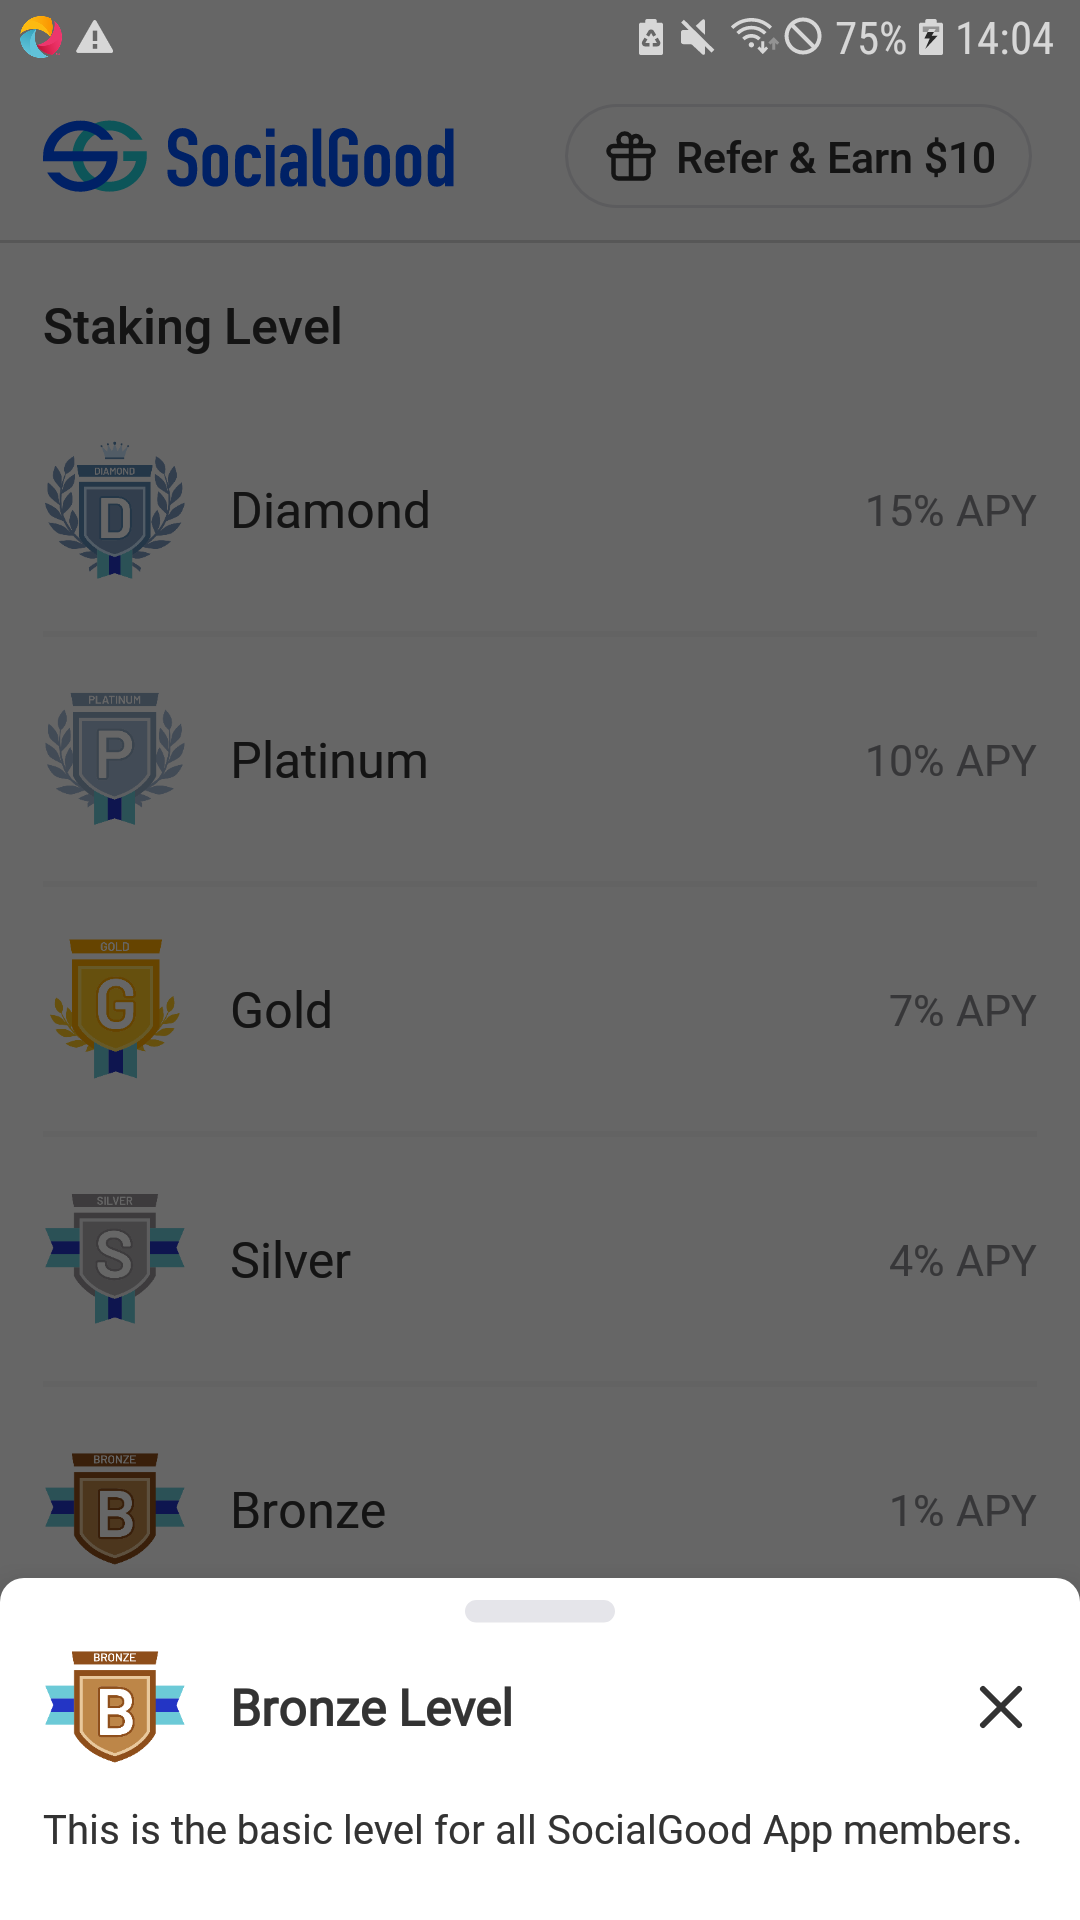 75% 14:04
SG SocialGood
Refer & Earn $10
Staking Level
DIAMOND
D
Diamond 15% APY
PLATINUM
P
Platinum 10% APY
GOLD
G
Gold 7% APY
SILVER
S
Silver 4% APY
BRONZE
B
Bronze 1% APY
BRONZE
B
Bronze Level
This is the basic level for all SocialGood App members.